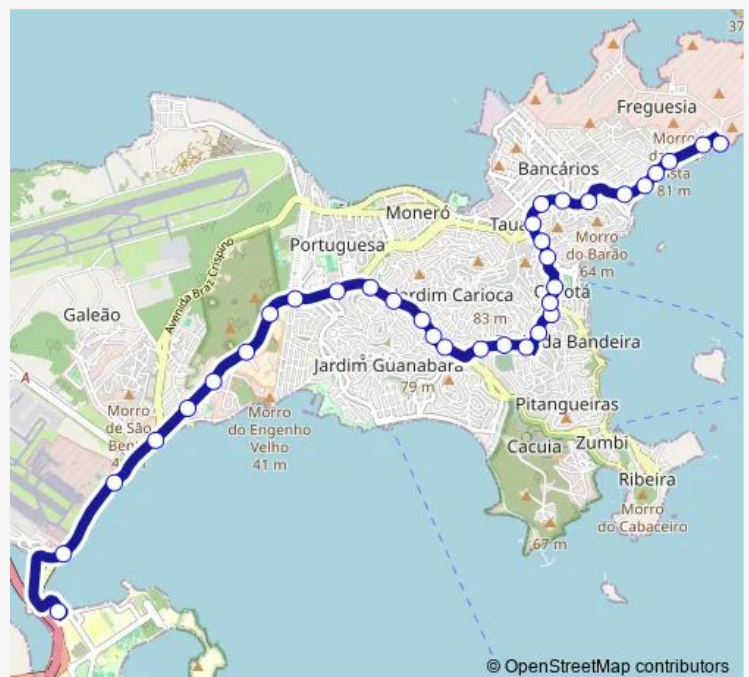 37
Freguesia
Morro
81 m
Bancários
Moneró
Portuguesa
Morro
do Barão
64 m
Avenida Braz Crispino
Galeão
Jardim Carioca
83 m
da Bandeira
A
Jardim Guanabara
79 m
Morro
de São
Morro
do Engenho
Velho
41 m
Pitangueiras
Cacuia
Zumbi
Ribeira
Morro
do Cabaceiro
67 m
© OpenStreetMap contributors